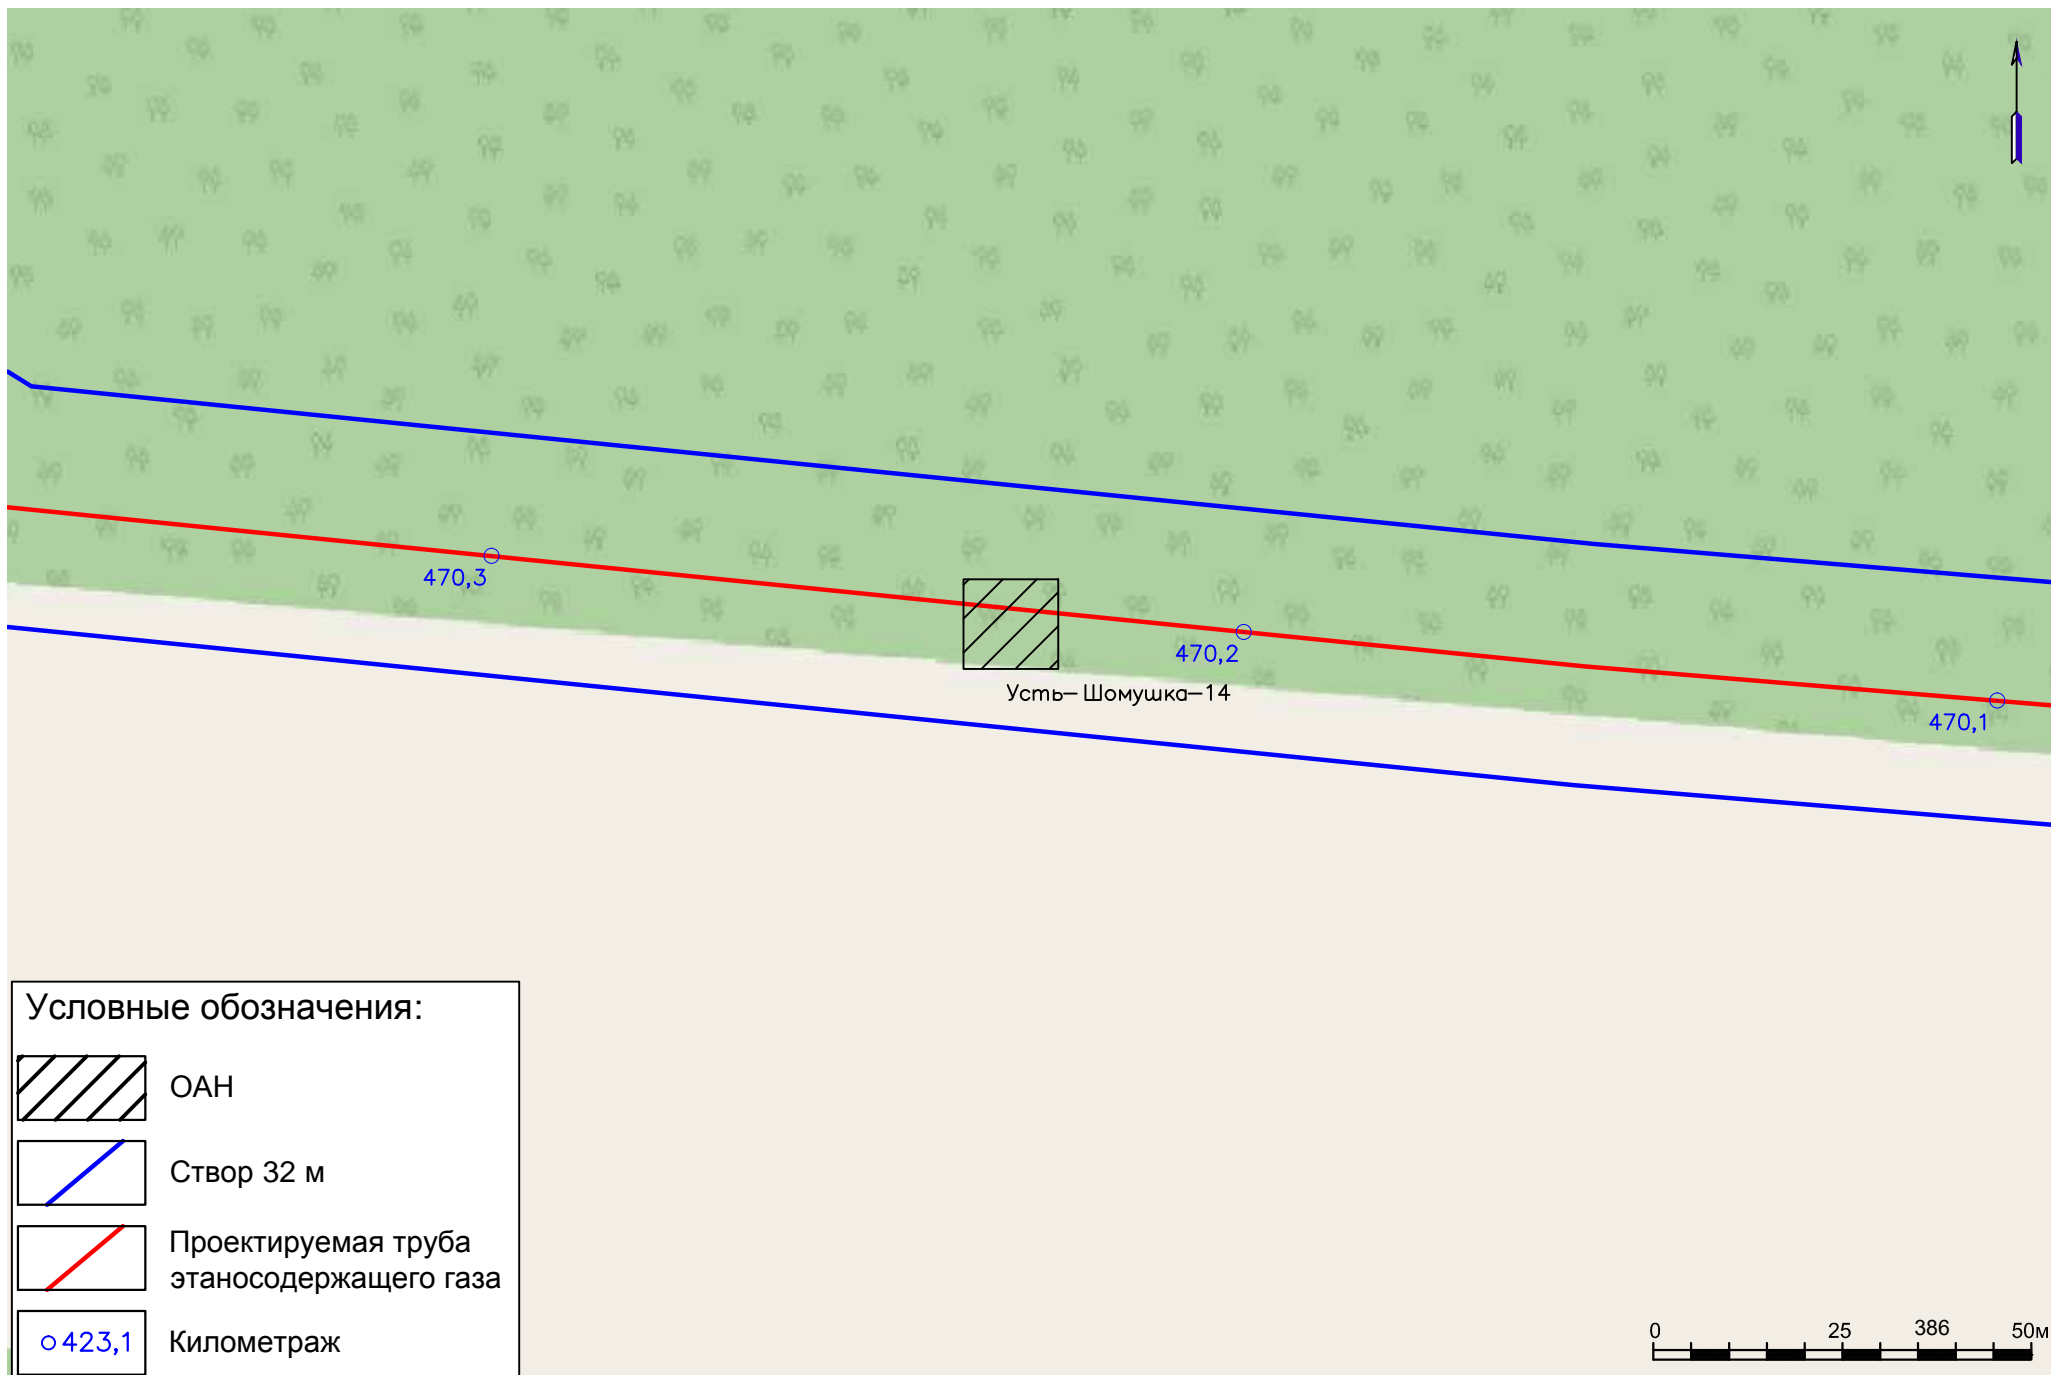 470,3
470,2
Усть-Шомушка-14
470,1
Условные обозначения:
ОАН
Створ 32 м
Проектируемая труба
этаносодержащего газа
423,1
Километраж
0 25 386 50м